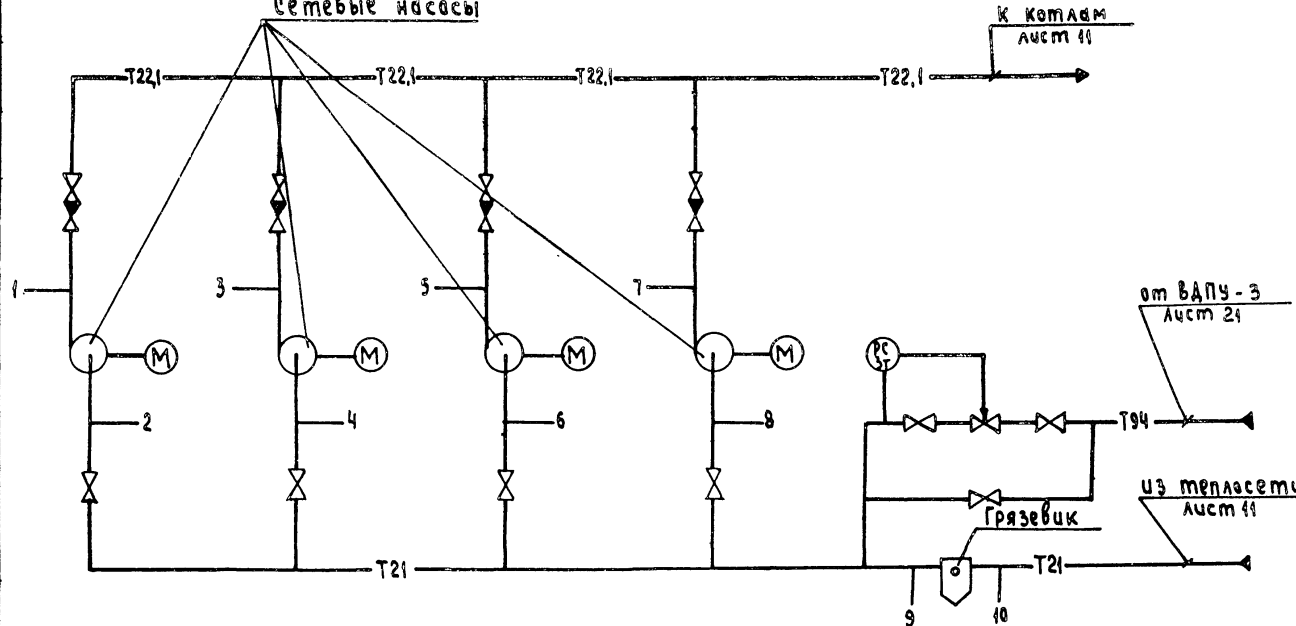 Сетевые насосы
К котлам
Лист 11
Т22,1 Т22,1 Т22,1 Т22,1
1 3 5 7
от ВДПУ-3
Лист 21
М М М М
РС
ЗТ
2 4 6 8
Т94
из теплосети
Лист 11
Грязевик
Т21 Т21
9 10